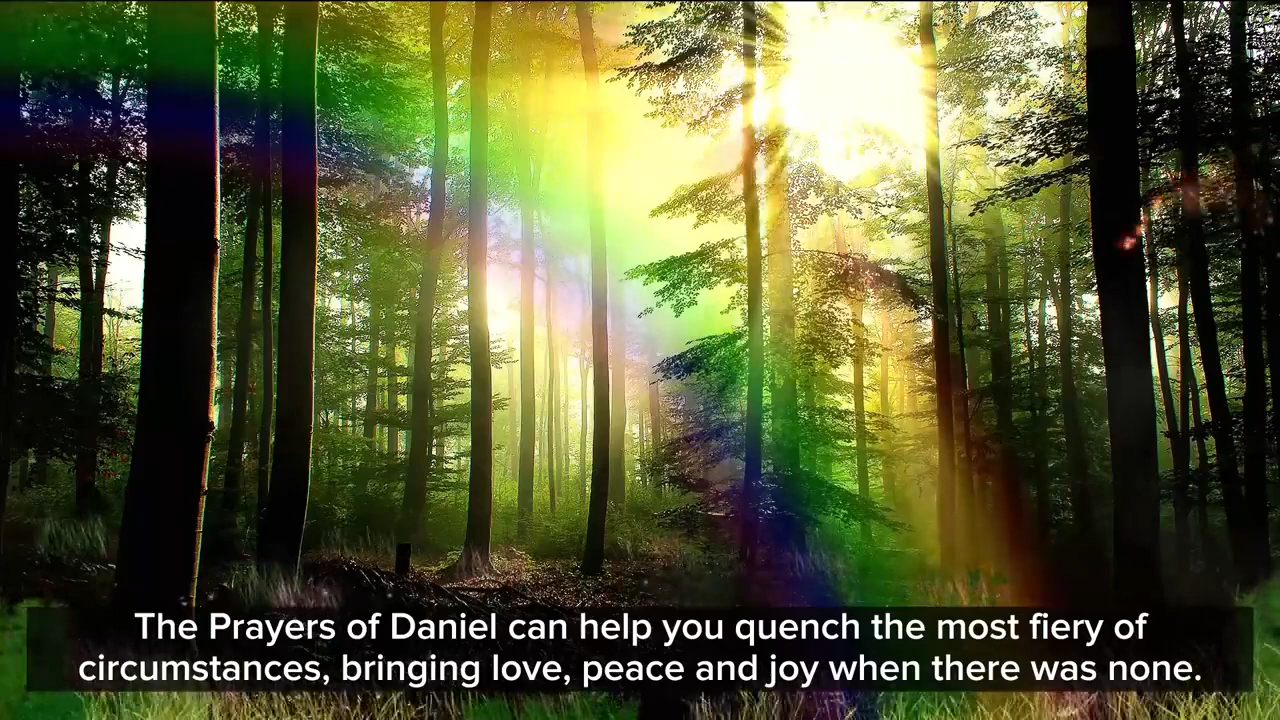 The Prayers of Daniel can help you quench the most fiery of
circumstances, bringing love, peace and joy when there was none.